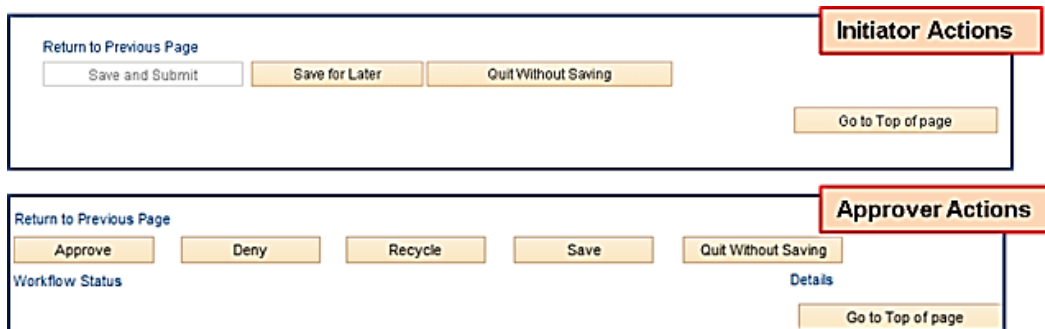 Initiator Actions
Return to Previous Page
Save and Submit Save for Later Quit Without Saving
Go to Top of page
Approver Actions
Return to Previous Page
Approve Deny Recycle Save Quit Without Saving
Workflow Status Details
Go to Top of page